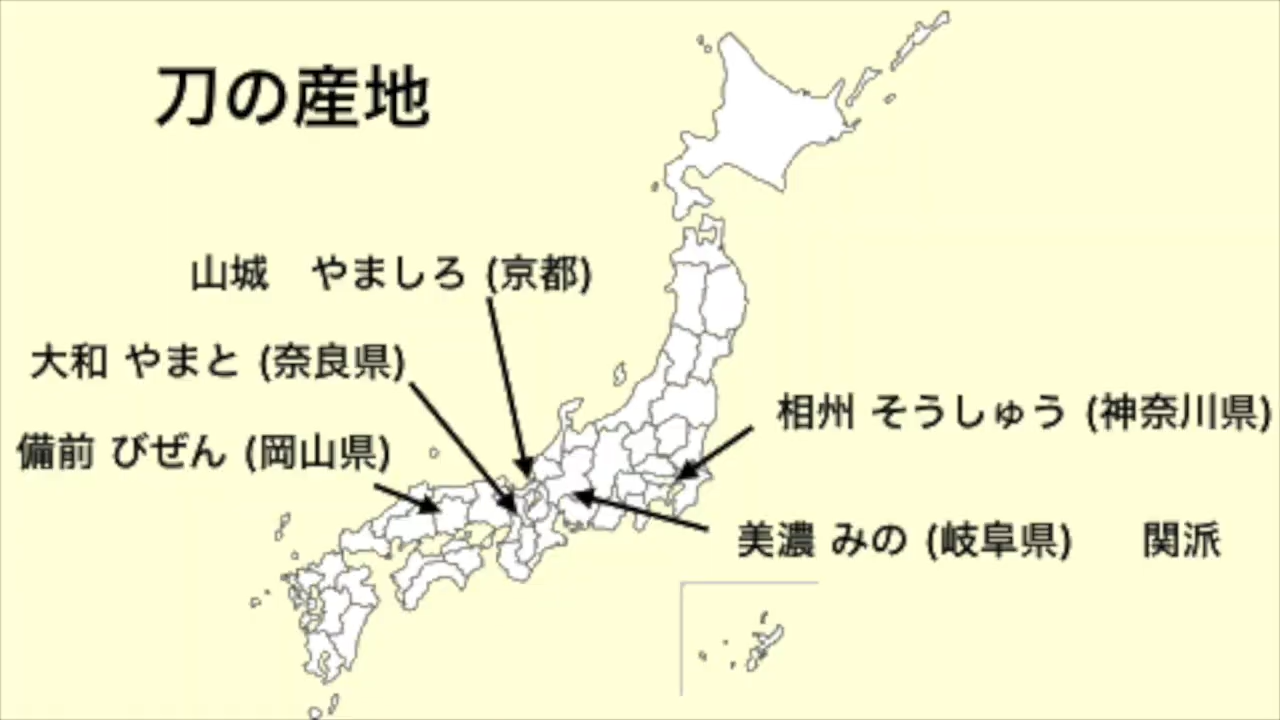 刀の産地
山城　やましろ (京都)
大和 やまと (奈良県)
備前 びぜん (岡山県)
相州 そうしゅう (神奈川県)
美濃 みの (岐阜県)　　関派